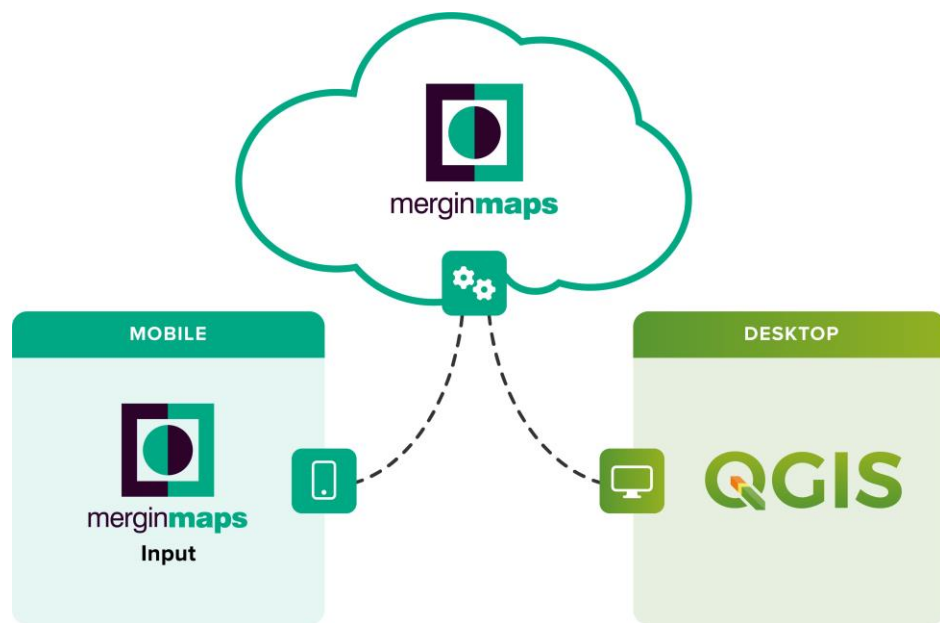 merginmaps
MOBILE
merginmaps
Input
DESKTOP
QGIS